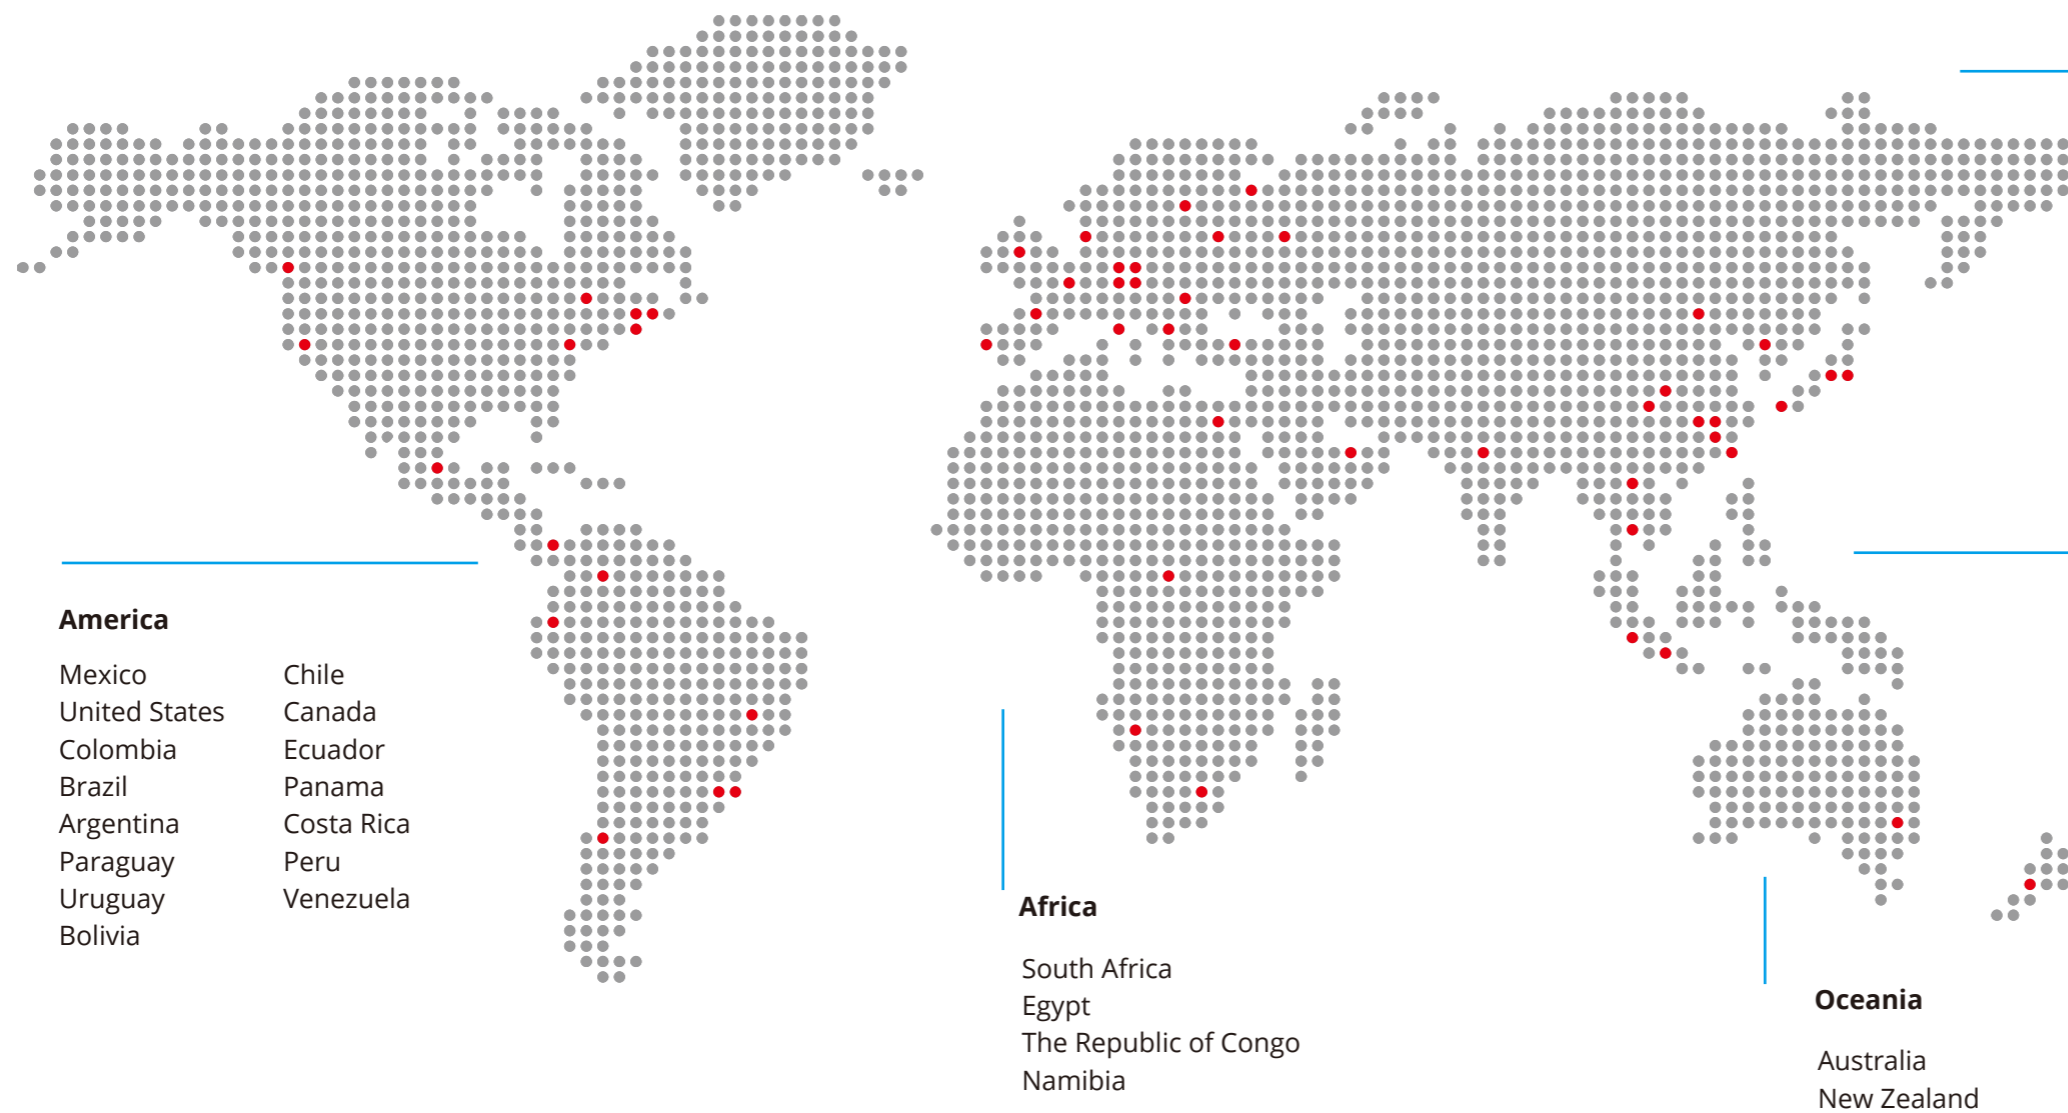 America
Mexico
United States
Colombia
Brazil
Argentina
Paraguay
Uruguay
Bolivia
Chile
Canada
Ecuador
Panama
Costa Rica
Peru
Venezuela
Africa
South Africa
Egypt
The Republic of Congo
Namibia
Oceania
Australia
New Zealand